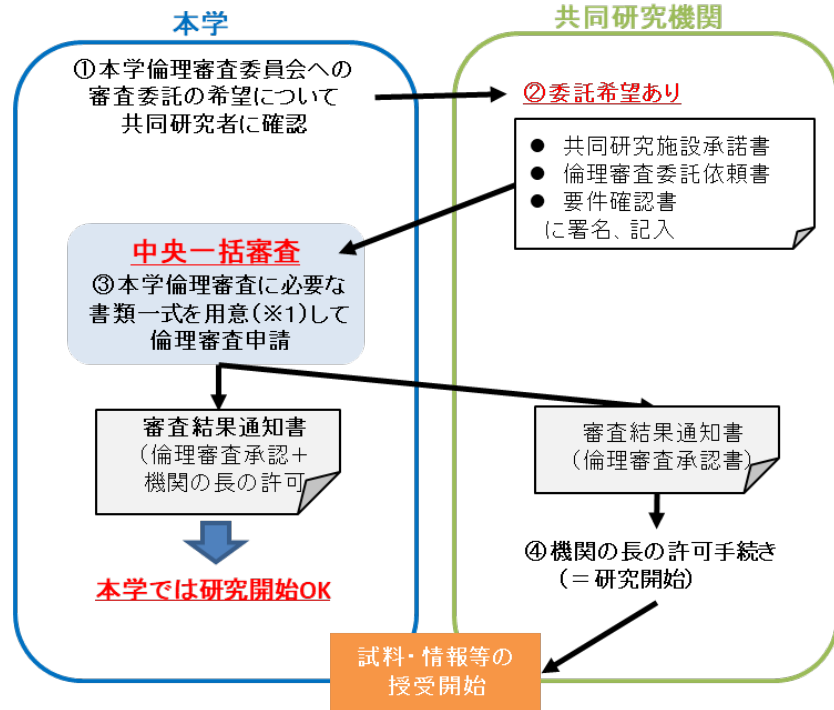 本学
共同研究機関
①本学倫理審査委員会への
審査委託の希望について
共同研究者に確認
②委託希望あり
● 共同研究施設承諾書
● 倫理審査委託依頼書
● 要件確認書
に署名、記入
中央一括審査
③本学倫理審査に必要な
書類一式を用意(※1)して
倫理審査申請
審査結果通知書
(倫理審査承認＋
機関の長の許可
審査結果通知書
(倫理審査承認書)
本学では研究開始OK
④機関の長の許可手続き
(＝研究開始)
試料・情報等の
授受開始